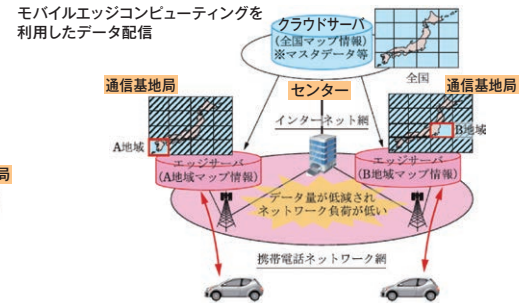 モバイルエッジコンピューティングを
利用したデータ配信
クラウドサーバ
(全国マップ情報)
※マスタデータ等
全国
通信基地局
センター
通信基地局
インターネット網
A地域
B地域
エッジサーバ
(A地域マップ情報)
エッジサーバ
(B地域マップ情報)
局
データ量が低減され
ネットワーク負荷が低い
携帯電話ネットワーク網